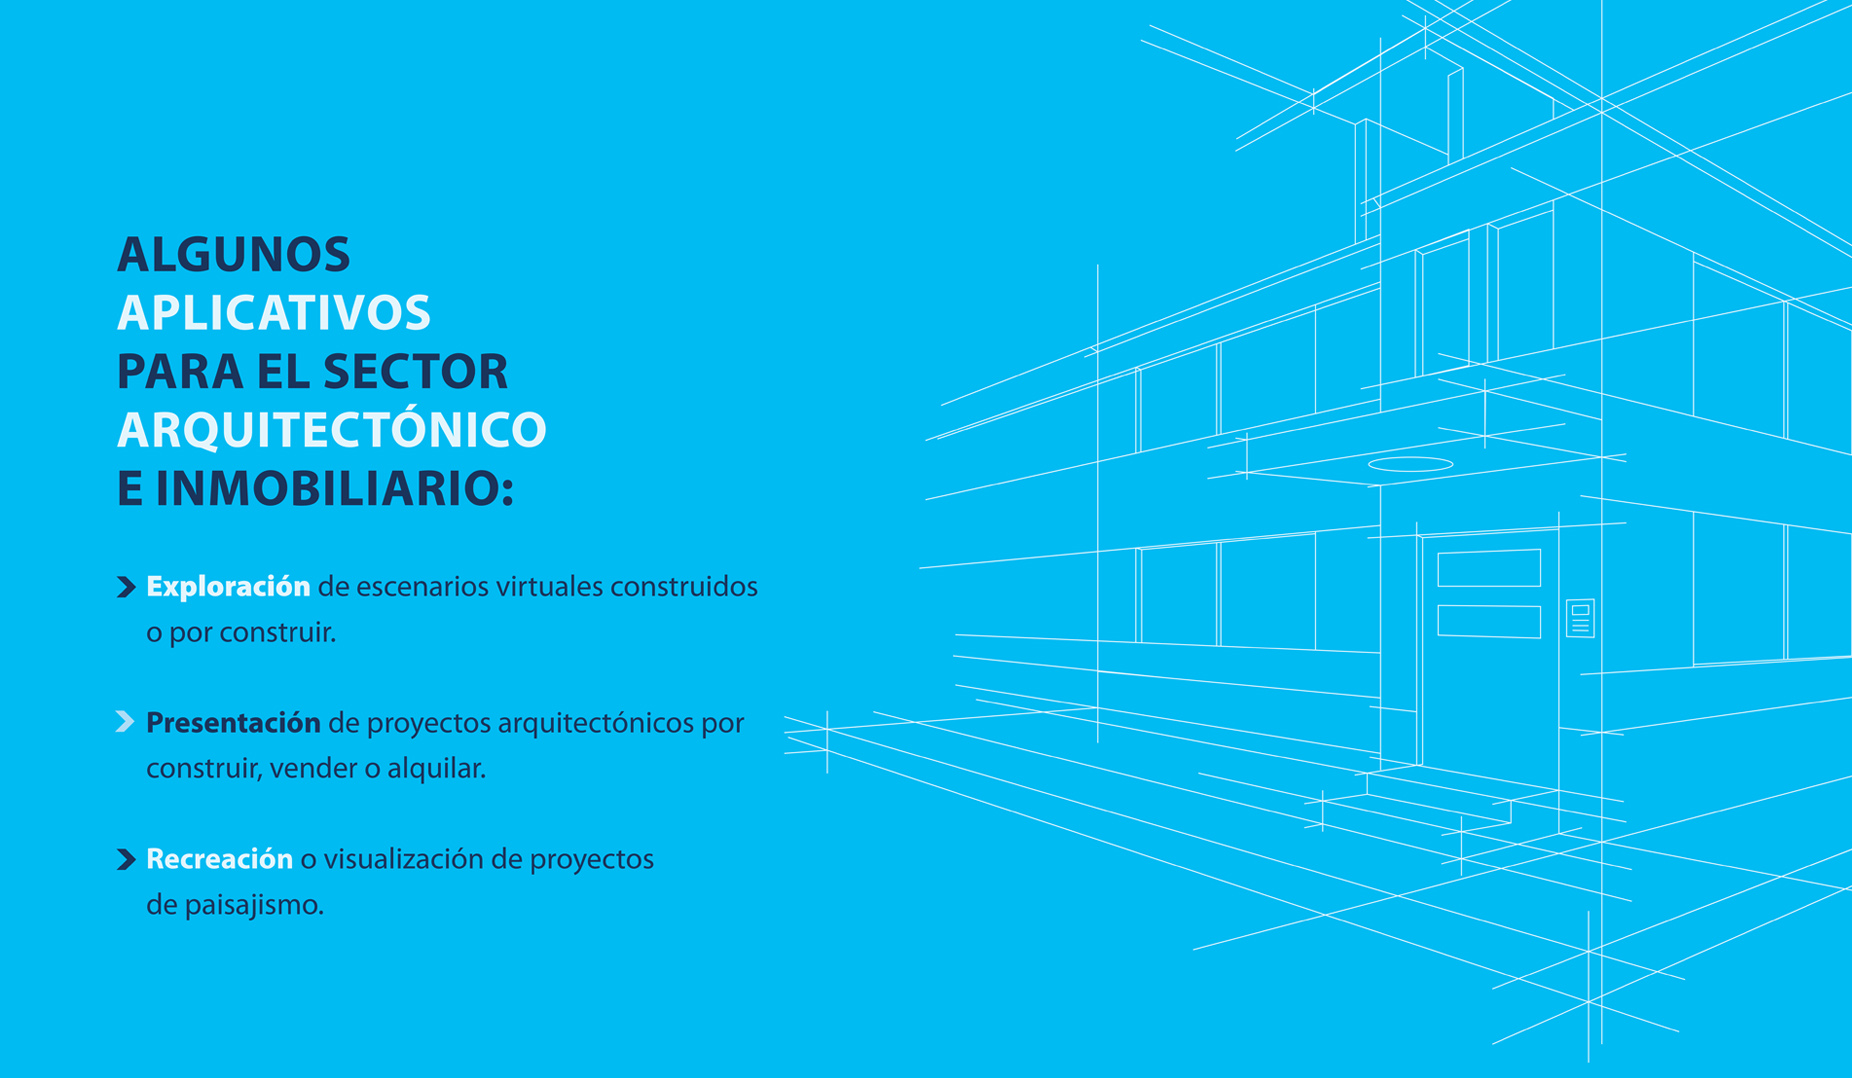 ALGUNOS
APLICATIVOS
PARA EL SECTOR
ARQUITECTÓNICO
E INMOBILIARIO:
Exploración de escenarios virtuales construidos
o por construir.
Presentación de proyectos arquitectónicos por
construir, vender o alquilar.
Recreación o visualización de proyectos
de paisajismo.